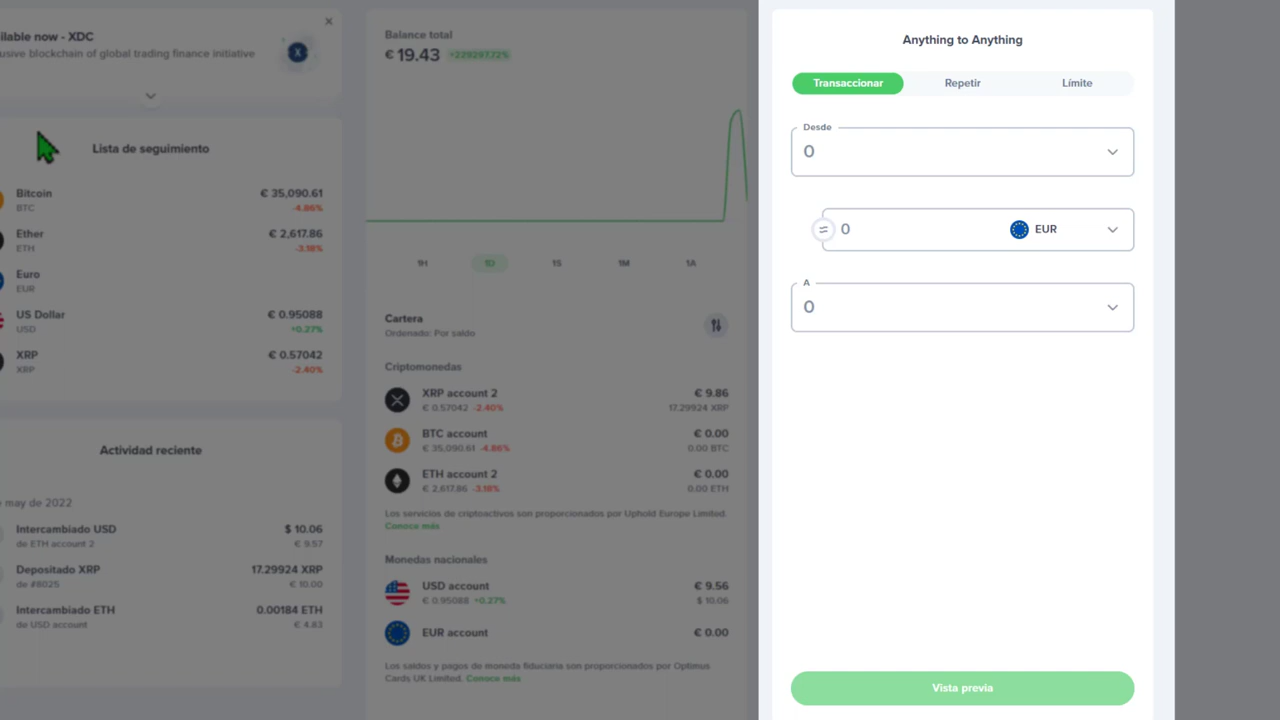 ilable now - XDC
usive blockchain of global trading finance initiative
Lista de seguimiento
Bitcoin € 35,090.61
BTC -4.86%
Ether € 2,617.86
ETH -3.18%
Euro
EUR
US Dollar € 0.95088
USD +0.27%
XRP € 0.57042
XRP -2.40%
Actividad reciente
may de 2022
Intercambiado USD $ 10.06
de ETH account 2 € 9.57
Depositado XRP 17.29924 XRP
de #8025 € 10.00
Intercambiado ETH 0.00184 ETH
de USD account € 4.83
Balance total
€ 19.43 +229297.72%
1H 1D 1S 1M 1A
Cartera
Ordenado: Por saldo
Criptomonedas
XRP account 2 € 9.86
€ 0.57042 -2.40% 17.29924 XRP
BTC account € 0.00
€ 35,090.61 -4.86% 0.00 BTC
ETH account 2 € 0.00
€ 2,617.86 -3.18% 0.00 ETH
Los servicios de criptoactivos son proporcionados por Uphold Europe Limited.
Conoce más
Monedas nacionales
USD account € 9.56
€ 0.95088 +0.27% $ 10.06
EUR account € 0.00
Los saldos y pagos de moneda fiduciaria son proporcionados por Optimus
Cards UK Limited. Conoce más
Anything to Anything
Transaccionar Repetir Límite
Desde
0
0 EUR
A
0
Vista previa